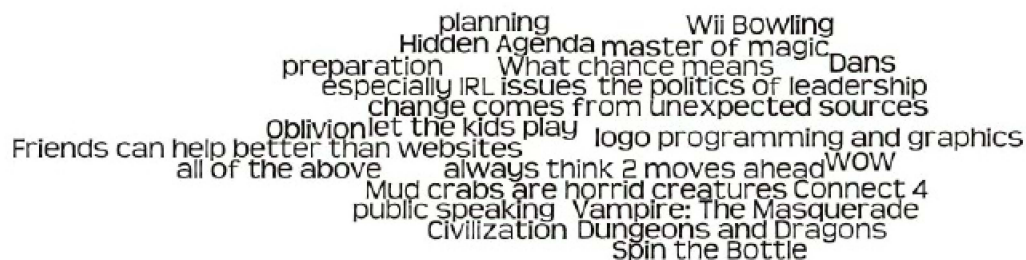 planning Wii Bowling
Hidden Agenda master of magic
preparation What chance means Dans
especially IRL issues the politics of leadership
change comes from unexpected sources
Oblivion let the kids play logo programming and graphics
Friends can help better than websites
all of the above always think 2 moves ahead WOW
Mud crabs are horrid creatures Connect 4
public speaking Vampire: The Masquerade
Civilization Dungeons and Dragons
Spin the Bottle